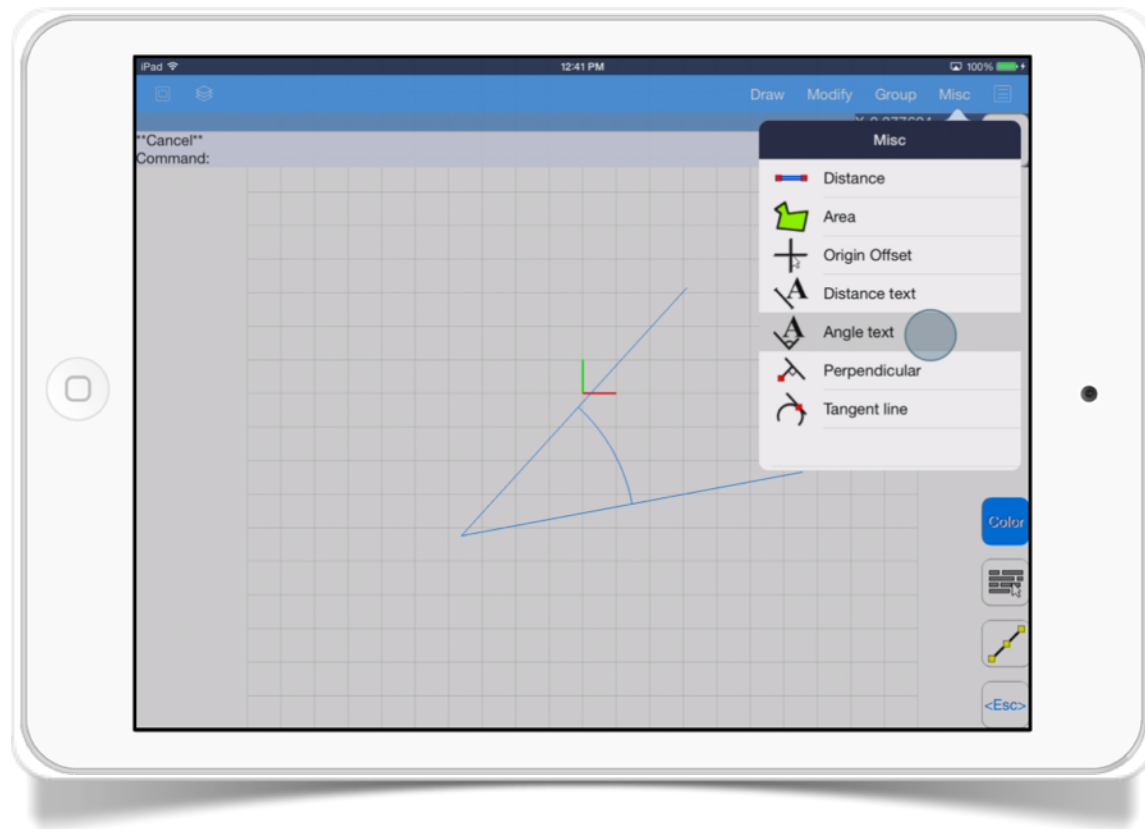 iPad
12:41 PM
100%
Draw Modify Group Misc
**Cancel**
Command:
Misc
Distance
Area
Origin Offset
A Distance text
A Angle text
Perpendicular
Tangent line
Color
<Esc>